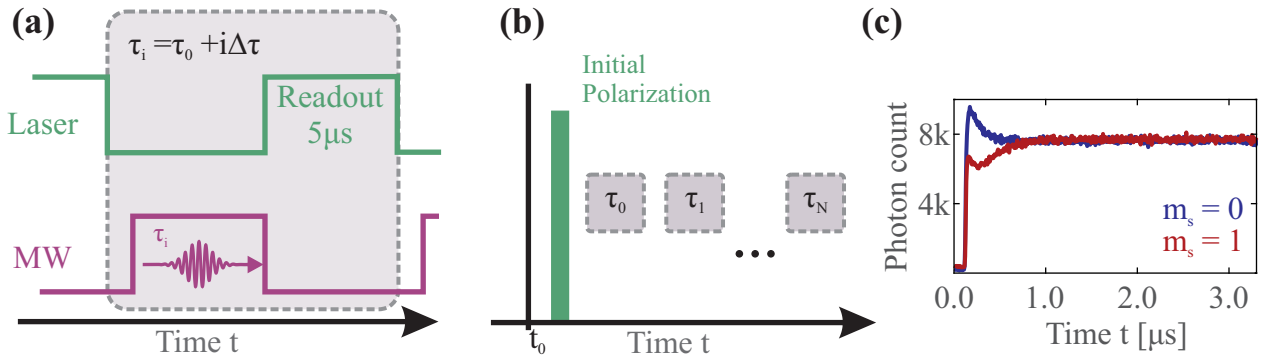 (a)
τi =τ0 +iΔτ
Laser
Readout
5μs
MW
τi
Time t
(b)
Initial
Polarization
τ0
τ1
τN
...
t0
Time t
(c)
Photon count
8k
4k
ms = 0
ms = 1
0.0 1.0 2.0 3.0
Time t [μs]